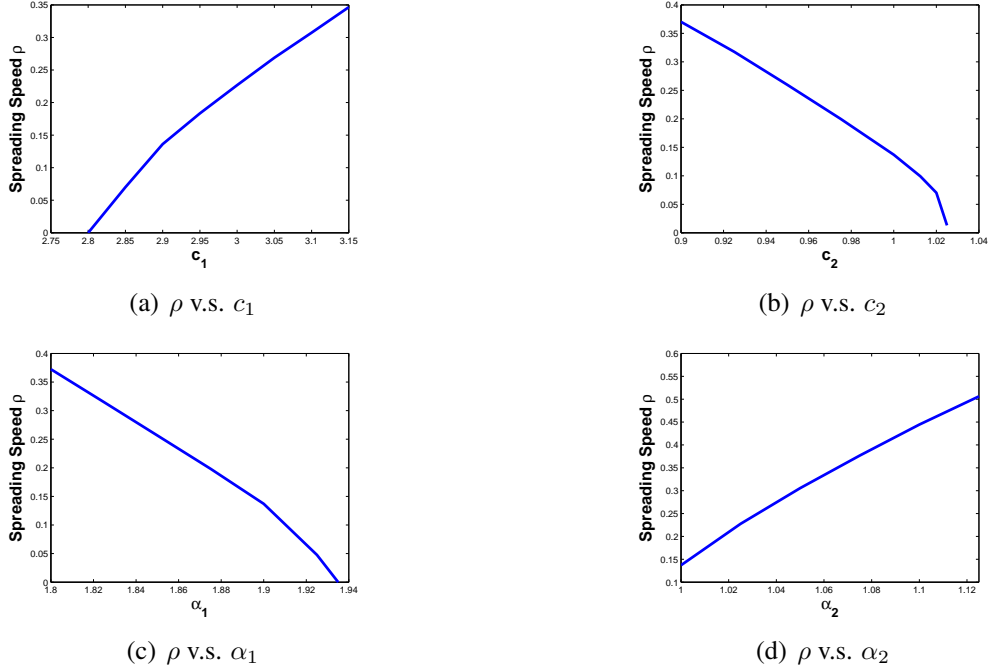 0.35
0.3
0.25
0.2
0.15
0.1
0.05
0
Spreading Speed ρ
2.75 2.8 2.85 2.9 2.95 3 3.05 3.1 3.15
c₁
(a) ρ v.s. c₁
0.4
0.35
0.3
0.25
0.2
0.15
0.1
0.05
0
Spreading Speed ρ
0.9 0.92 0.94 0.96 0.98 1 1.02 1.04
c₂
(b) ρ v.s. c₂
0.4
0.35
0.3
0.25
0.2
0.15
0.1
0.05
0
Spreading Speed ρ
1.8 1.82 1.84 1.86 1.88 1.9 1.92 1.94
α₁
(c) ρ v.s. α₁
0.6
0.55
0.5
0.45
0.4
0.35
0.3
0.25
0.2
0.15
0.1
Spreading Speed ρ
1 1.02 1.04 1.06 1.08 1.1 1.12
α₂
(d) ρ v.s. α₂